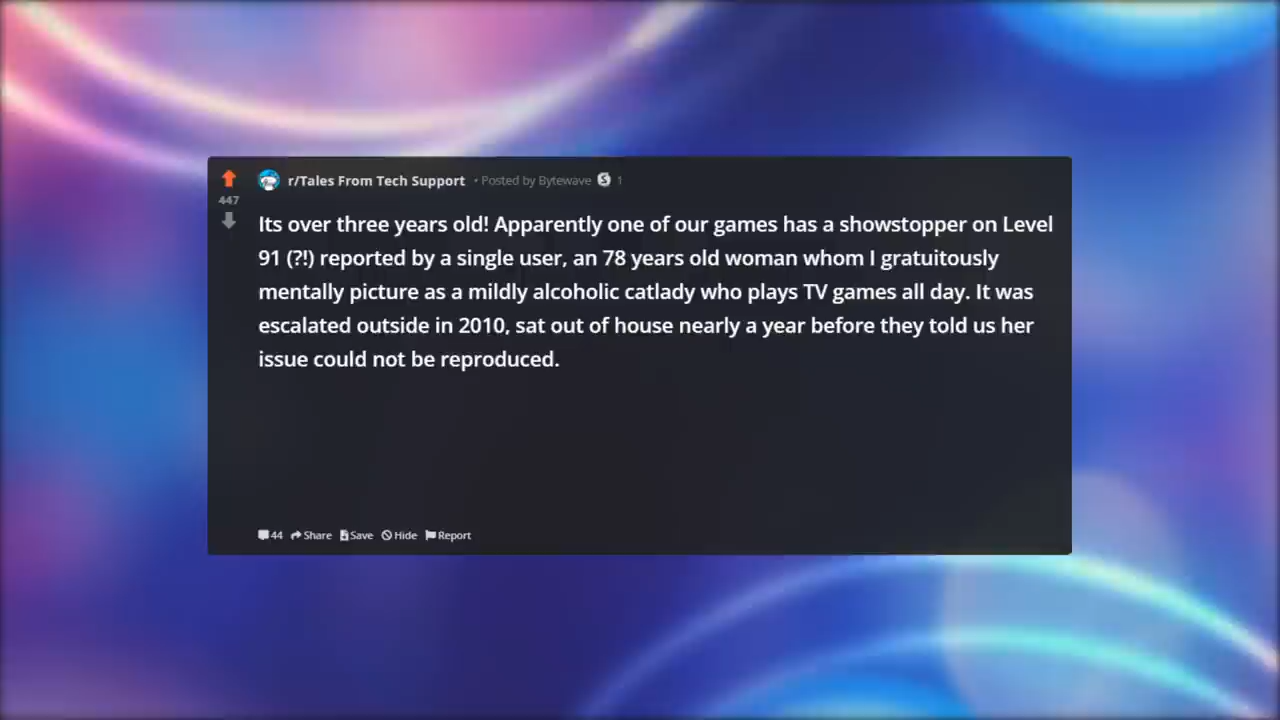 r/Tales From Tech Support • Posted by Bytewave S 1
447
Its over three years old! Apparently one of our games has a showstopper on Level
91 (?!) reported by a single user, an 78 years old woman whom I gratuitously
mentally picture as a mildly alcoholic catlady who plays TV games all day. It was
escalated outside in 2010, sat out of house nearly a year before they told us her
issue could not be reproduced.
44 Share Save Hide Report